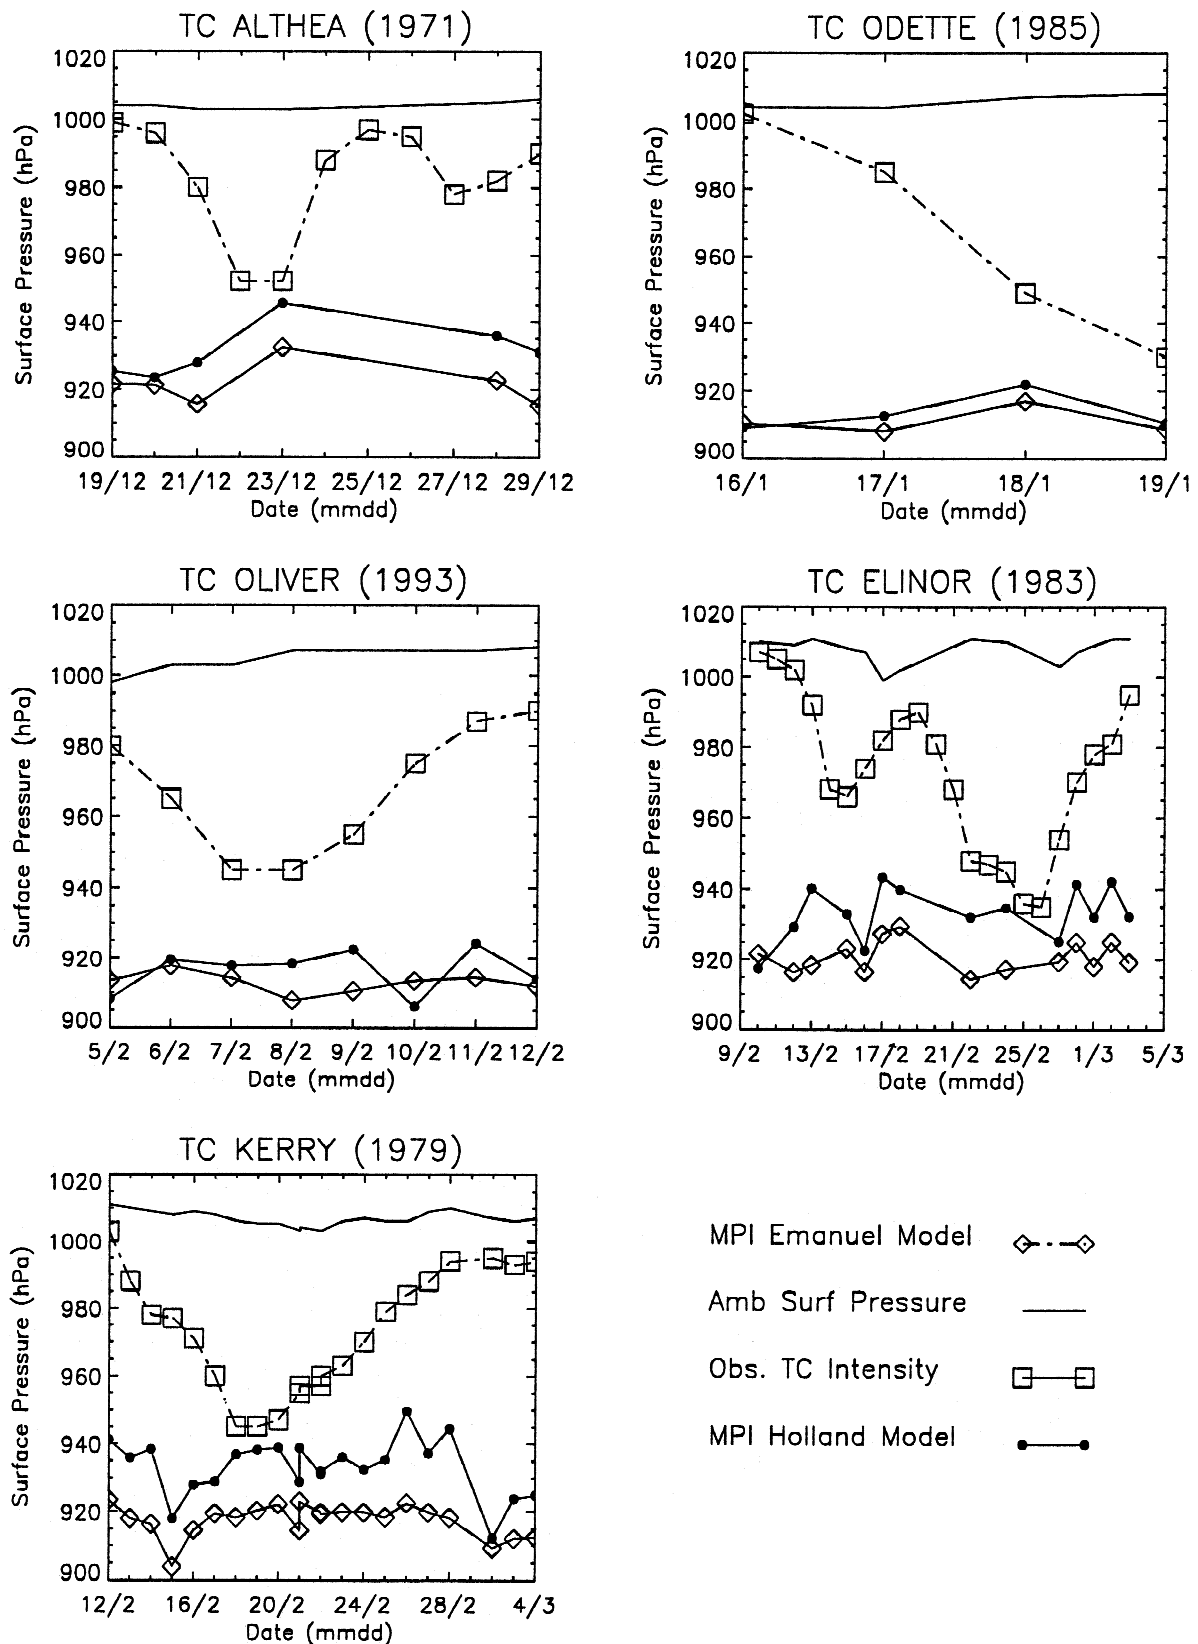 TC ALTHEA (1971)
1020
1000
980
960
940
920
900
Surface Pressure (hPa)
19/12 21/12 23/12 25/12 27/12 29/12
Date (mmdd)
TC ODETTE (1985)
1020
1000
980
960
940
920
900
Surface Pressure (hPa)
16/1 17/1 18/1 19/1
Date (mmdd)
TC OLIVER (1993)
1020
1000
980
960
940
920
900
Surface Pressure (hPa)
5/2 6/2 7/2 8/2 9/2 10/2 11/2 12/2
Date (mmdd)
TC ELINOR (1983)
1020
1000
980
960
940
920
900
Surface Pressure (hPa)
9/2 13/2 17/2 21/2 25/2 1/3 5/3
Date (mmdd)
TC KERRY (1979)
1020
1000
980
960
940
920
900
Surface Pressure (hPa)
12/2 16/2 20/2 24/2 28/2 4/3
Date (mmdd)
MPI Emanuel Model
Amb Surf Pressure
Obs. TC Intensity
MPI Holland Model